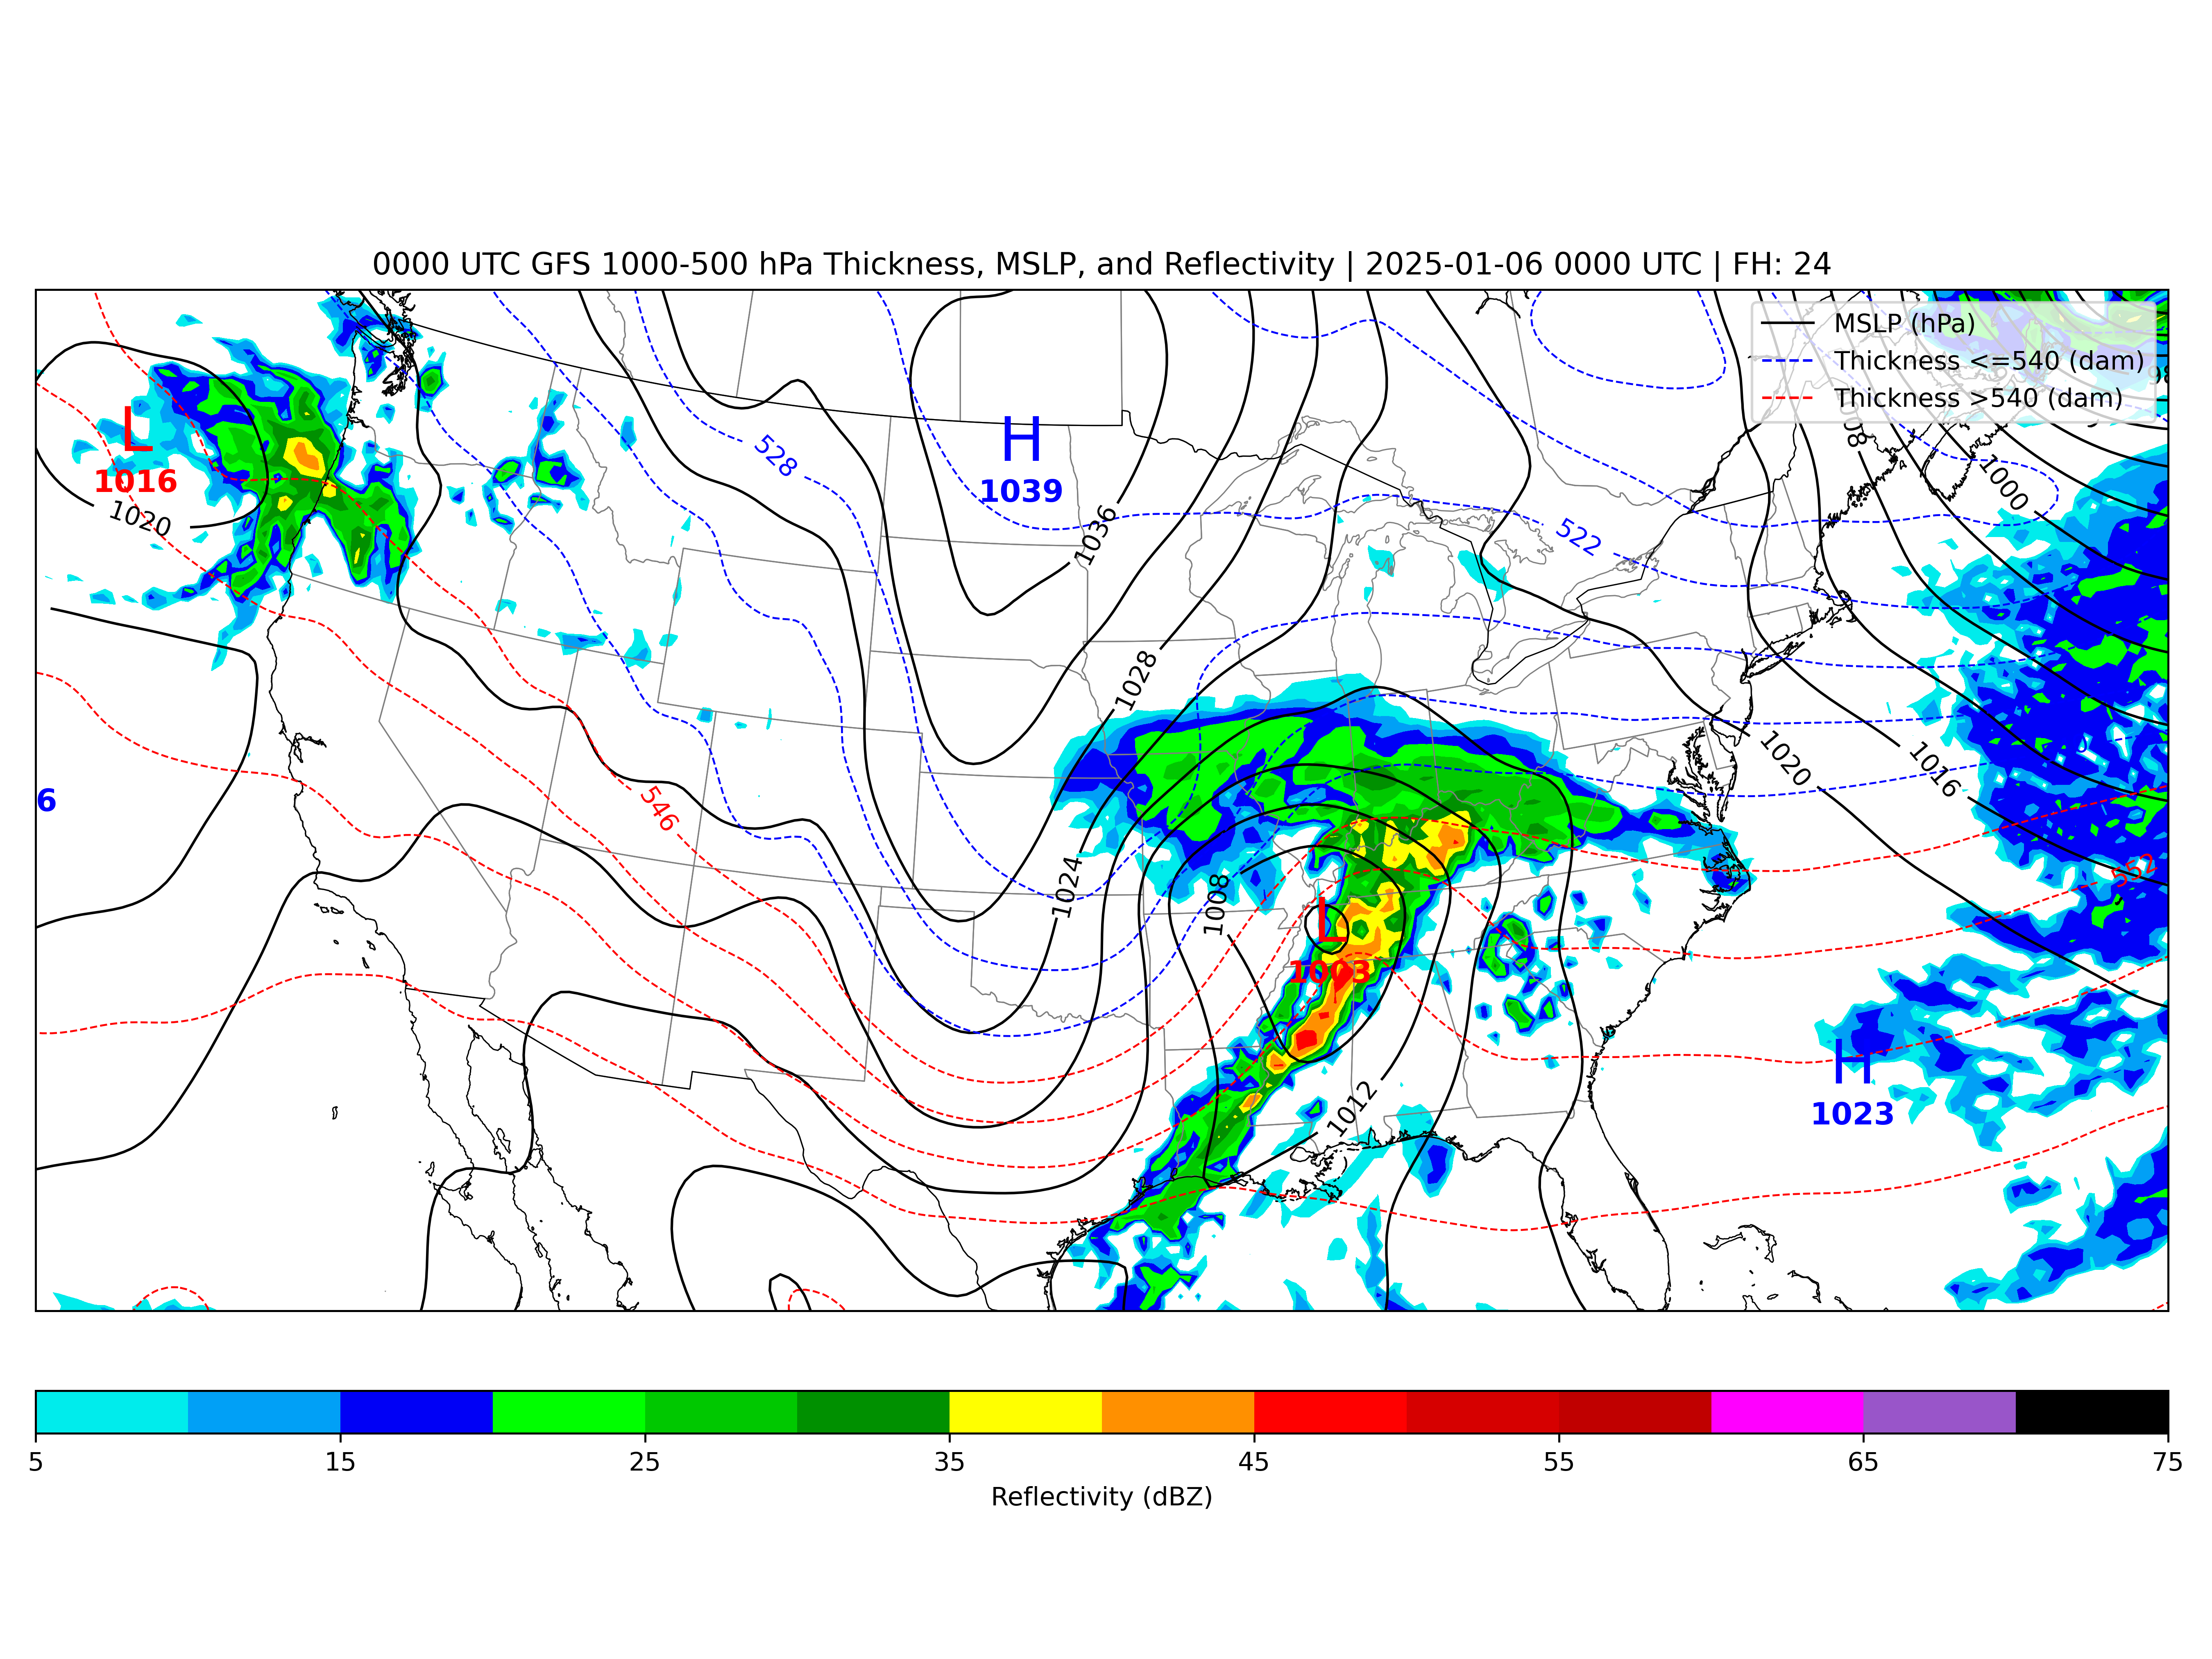 0000 UTC GFS 1000-500 hPa Thickness, MSLP, and Reflectivity | 2025-01-06 0000 UTC | FH: 24
MSLP (hPa)
Thickness <=540 (dam)
Thickness >540 (dam)
L
1016
1020
528
H
1039
1036
522
1000
1028
1020
1016
546
6
1024
1008
L
1003
552
1012
H
1023
5 15 25 35 45 55 65 75
Reflectivity (dBZ)